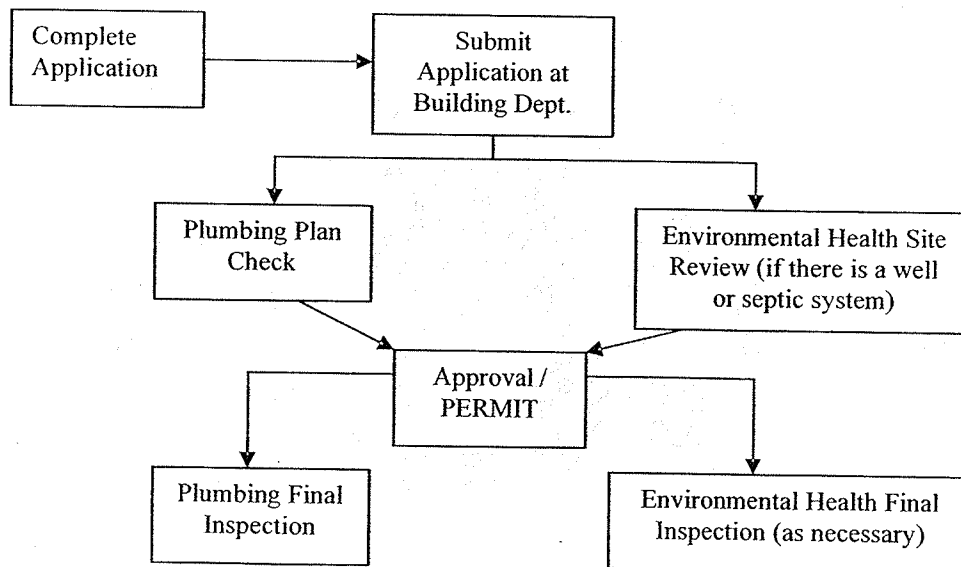 Complete
Application
Submit
Application at
Building Dept.
Plumbing Plan
Check
Environmental Health Site
Review (if there is a well
or septic system)
Approval /
PERMIT
Plumbing Final
Inspection
Environmental Health Final
Inspection (as necessary)